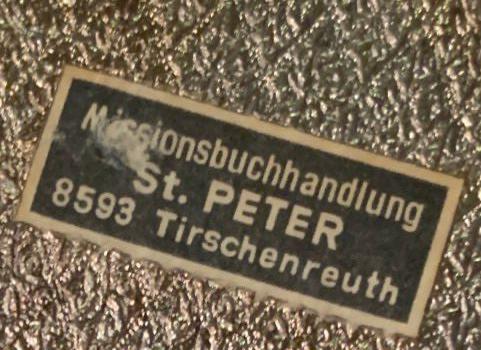 Missionsbuchhandlung
St. PETER
8593 Tirschenreuth